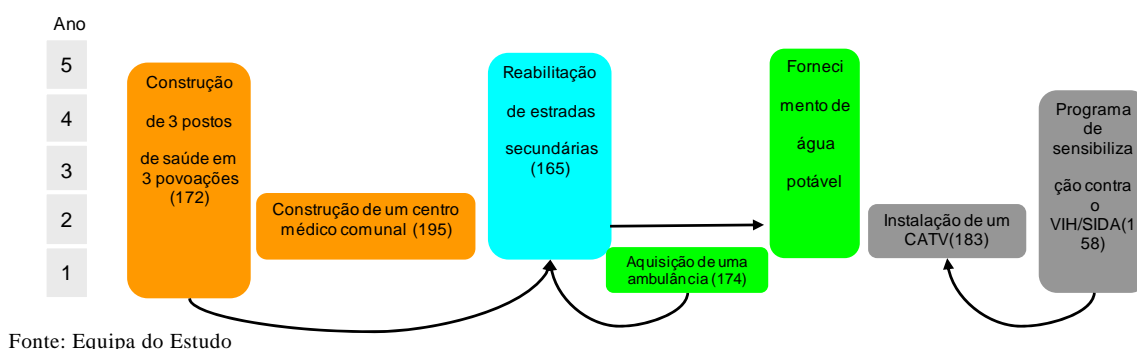 Ano
5
4
3
2
1
Construção
de 3 postos
de saúde em
3 povoações
(172)
Construção de um centro
médico comunal (195)
Reabilitação
de estradas
secundárias
(165)
Aquisição de uma
ambulância (174)
Forneci
mento de
água
potável
Instalação de um
CATV(183)
Programa
de
sensibiliza
ção contra
o
VIH/SIDA(1
58)
Fonte: Equipa do Estudo